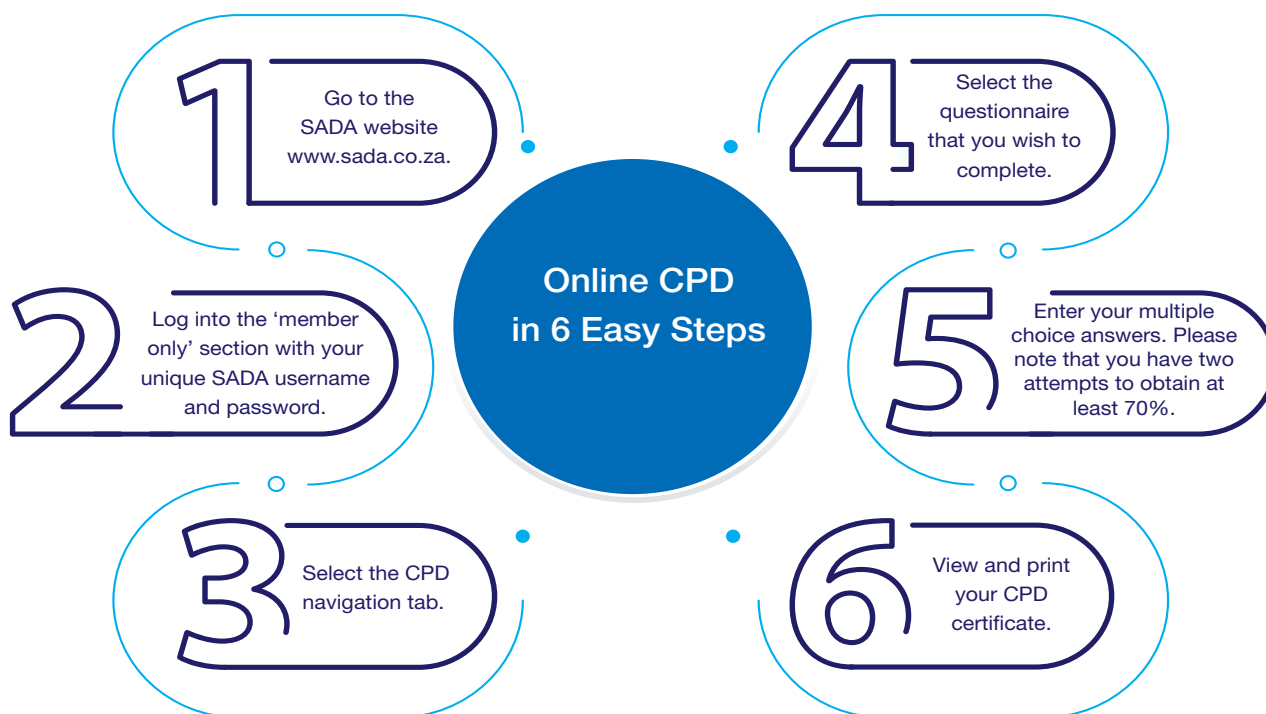 1
Go to the
SADA website
www.sada.co.za.
2
Log into the ‘member
only’ section with your
unique SADA username
and password.
3
Select the CPD
navigation tab.
Online CPD
in 6 Easy Steps
4
Select the
questionnaire
that you wish to
complete.
5
Enter your multiple
choice answers. Please
note that you have two
attempts to obtain at
least 70%.
6
View and print
your CPD
certificate.